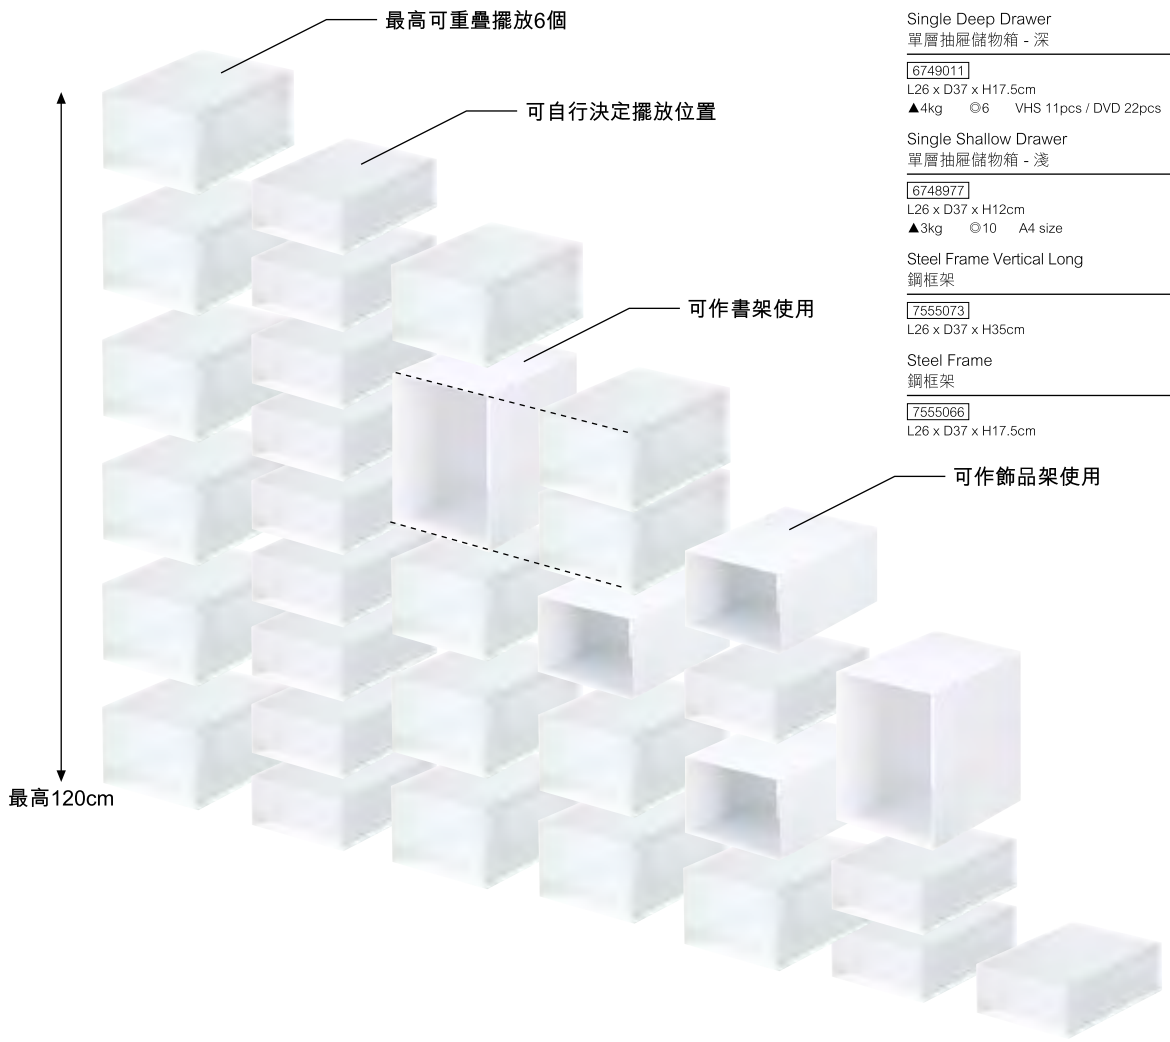 最高可重疊擺放6個
可自行決定擺放位置
可作書架使用
可作飾品架使用
最高120cm
Single Deep Drawer
單層抽屜儲物箱 - 深
6749011
L26 x D37 x H17.5cm
▲4kg ◎6 VHS 11pcs / DVD 22pcs
Single Shallow Drawer
單層抽屜儲物箱 - 淺
6748977
L26 x D37 x H12cm
▲3kg ◎10 A4 size
Steel Frame Vertical Long
鋼框架
7555073
L26 x D37 x H35cm
Steel Frame
鋼框架
7555066
L26 x D37 x H17.5cm